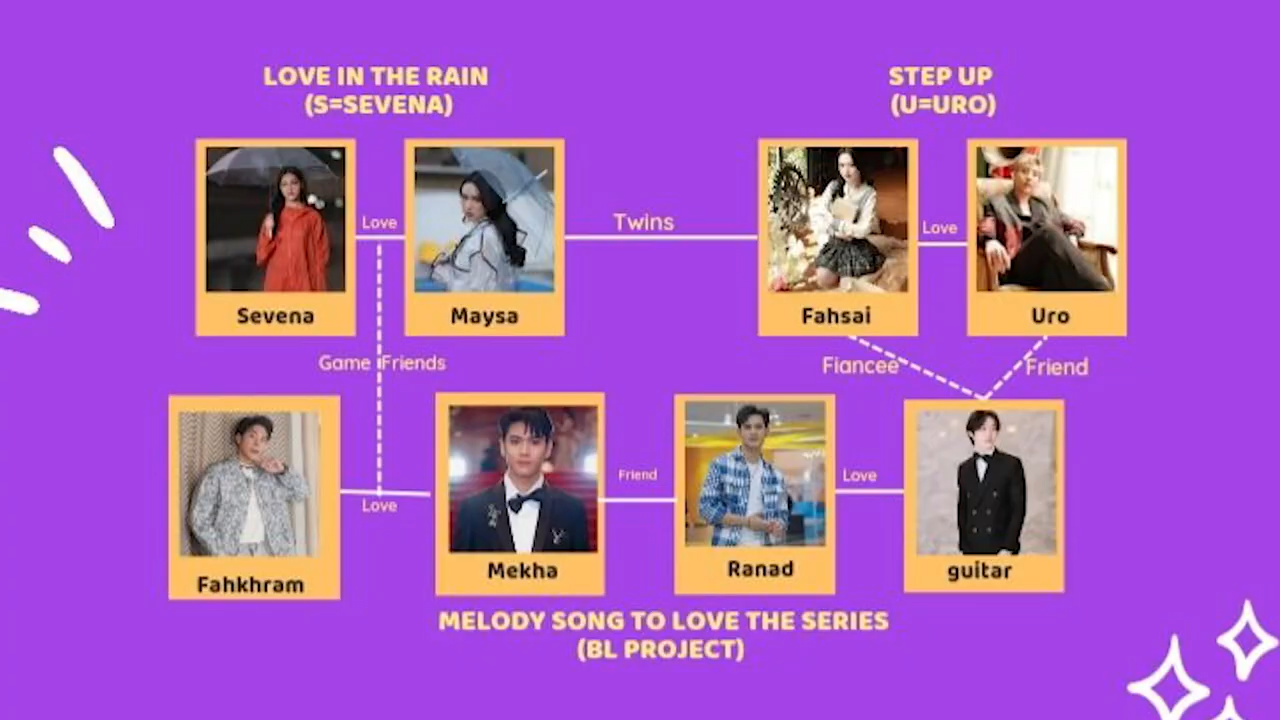 LOVE IN THE RAIN
(S=SEVENA)
STEP UP
(U=URO)
Love
Twins
Love
Sevena
Maysa
Fahsai
Uro
Game Friends
Fiancee
Friend
Love
Friend
Love
Fahkhram
Mekha
Ranad
guitar
MELODY SONG TO LOVE THE SERIES
(BL PROJECT)